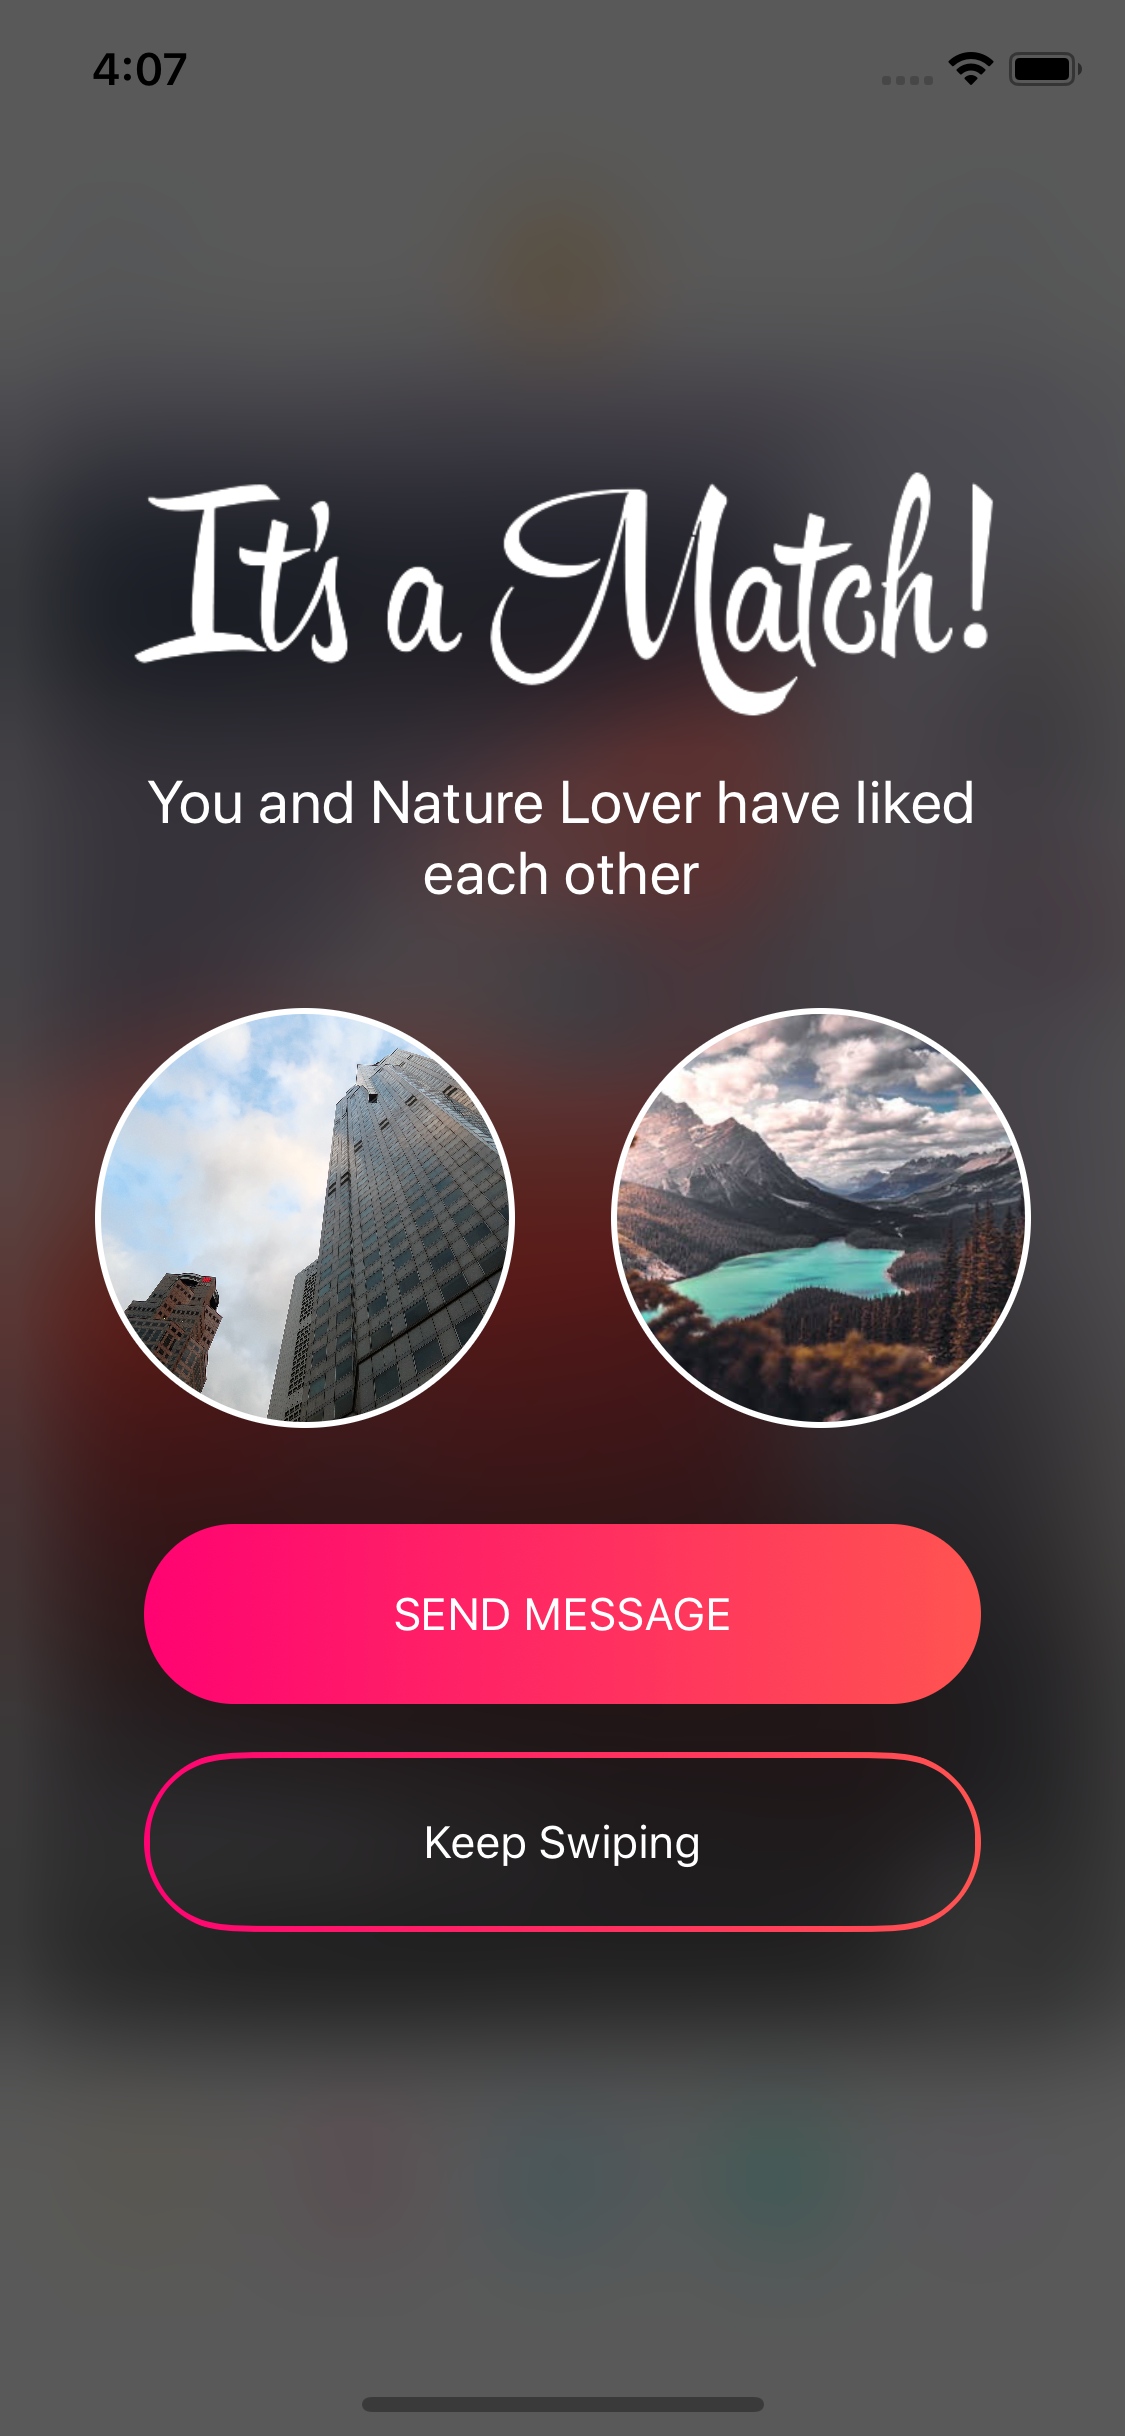 4:07
It's a Match!
You and Nature Lover have liked
each other
SEND MESSAGE
Keep Swiping